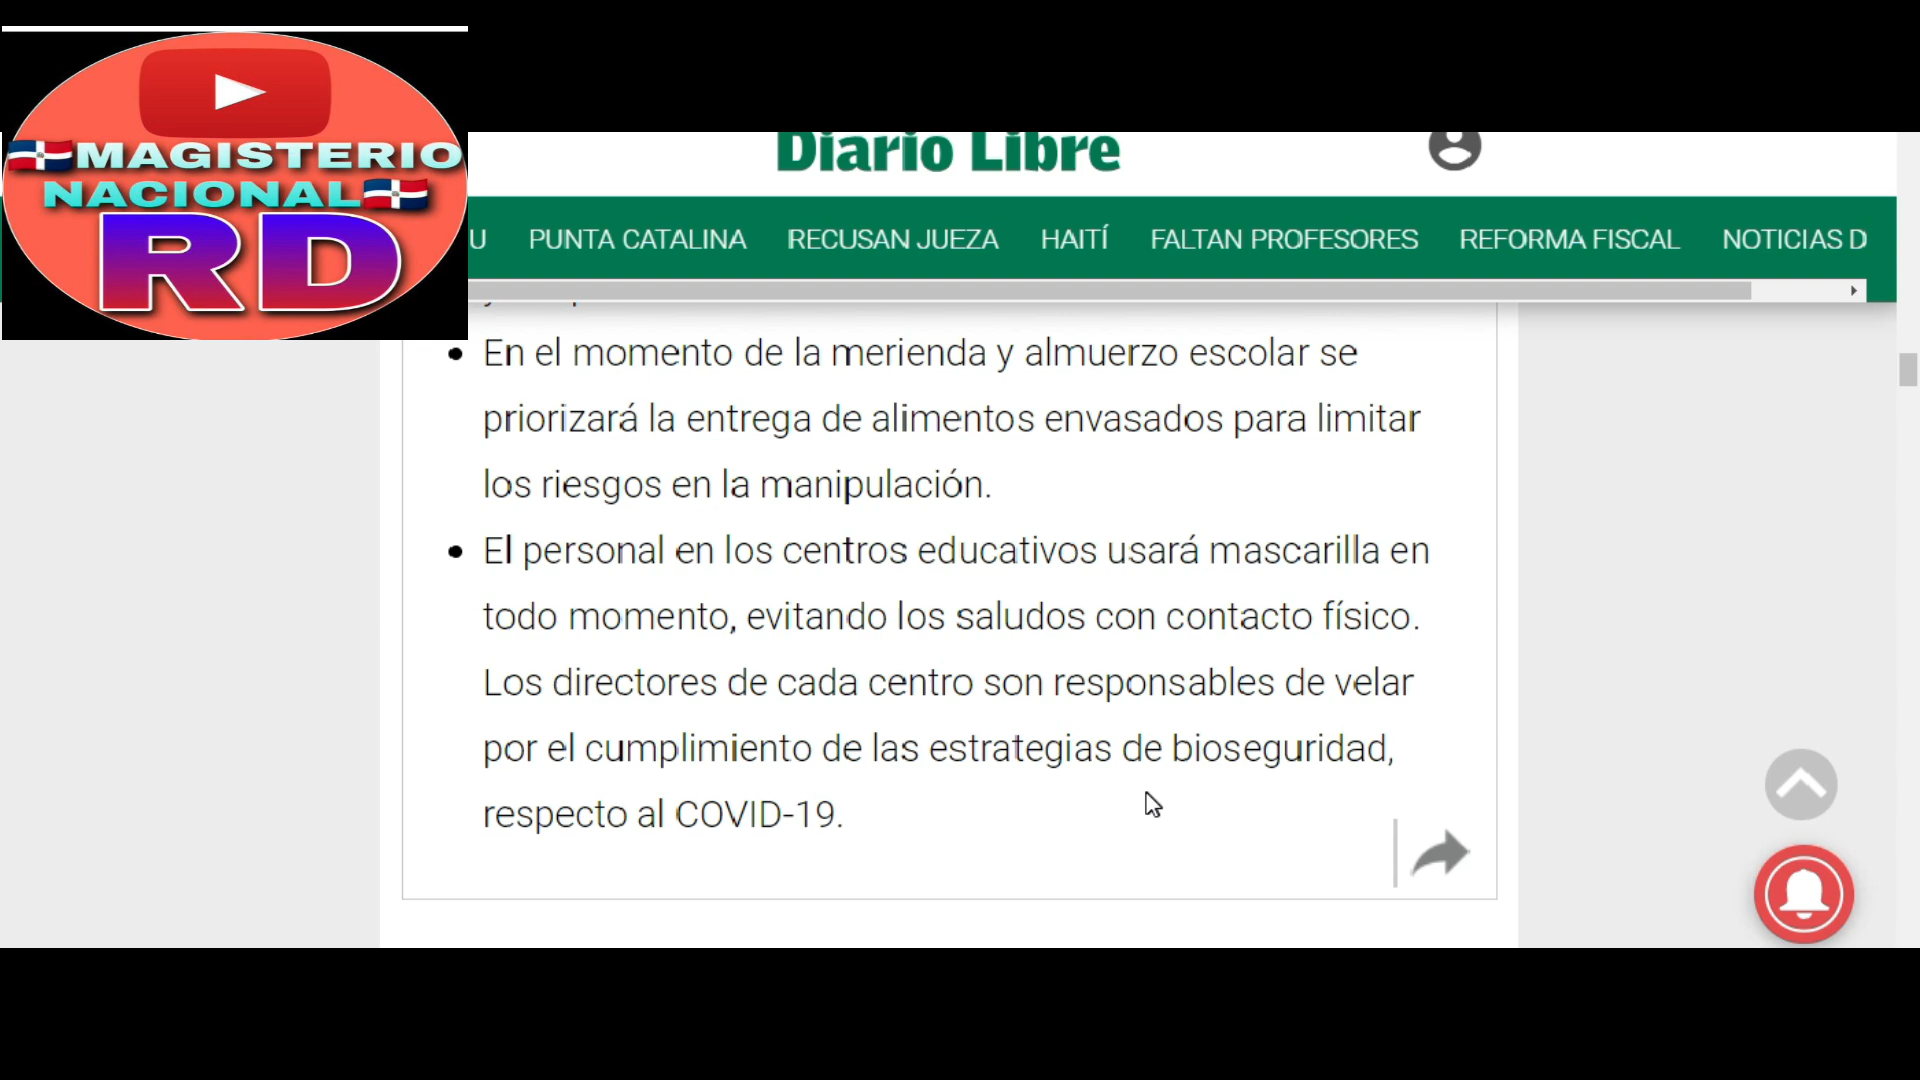 MAGISTERIO
NACIONAL
RD
Diario Libre
U PUNTA CATALINA RECUSAN JUEZA HAITÍ FALTAN PROFESORES REFORMA FISCAL NOTICIAS D
• En el momento de la merienda y almuerzo escolar se
priorizará la entrega de alimentos envasados para limitar
los riesgos en la manipulación.
• El personal en los centros educativos usará mascarilla en
todo momento, evitando los saludos con contacto físico.
Los directores de cada centro son responsables de velar
por el cumplimiento de las estrategias de bioseguridad,
respecto al COVID-19.